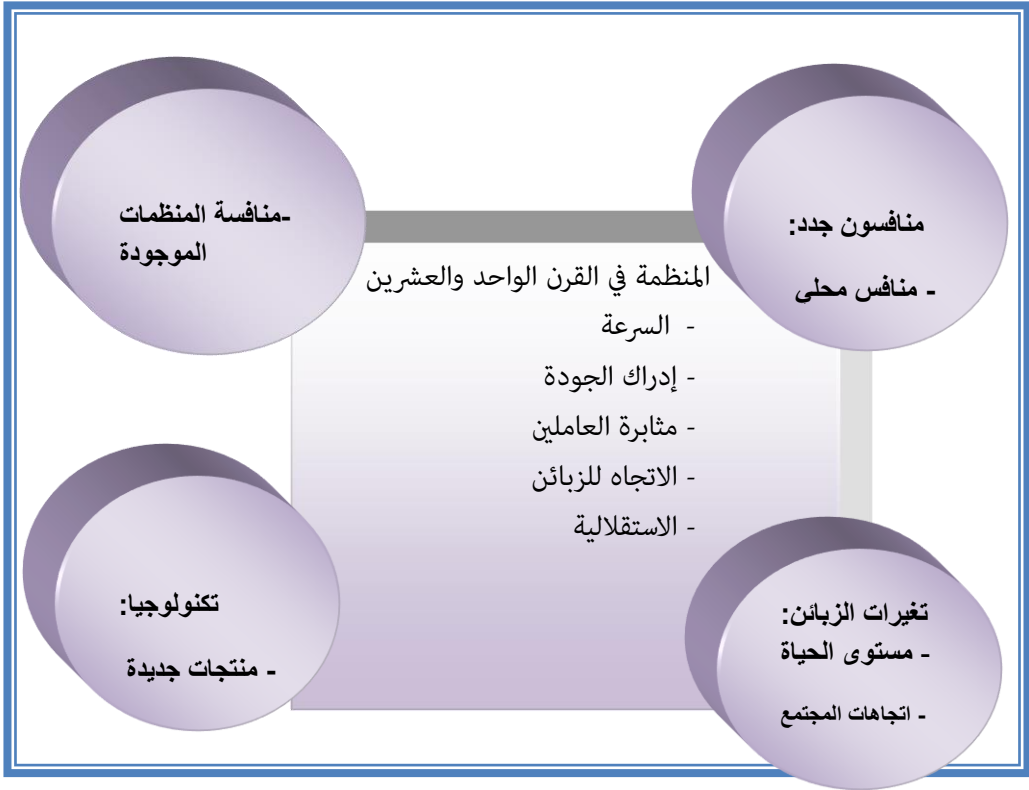 منافسون جدد:
- منافس محلى
-منافسة المنظمات
الموجودة
المنظمة في القرن الواحد والعشرين
- السرعة
- إدراك الجودة
- مثابرة العاملين
- الاتجاه للزبائن
- الاستقلالية
تغيرات الزبائن:
- مستوى الحياة
- اتجاهات المجتمع
تكنولوجيا:
- منتجات جديدة